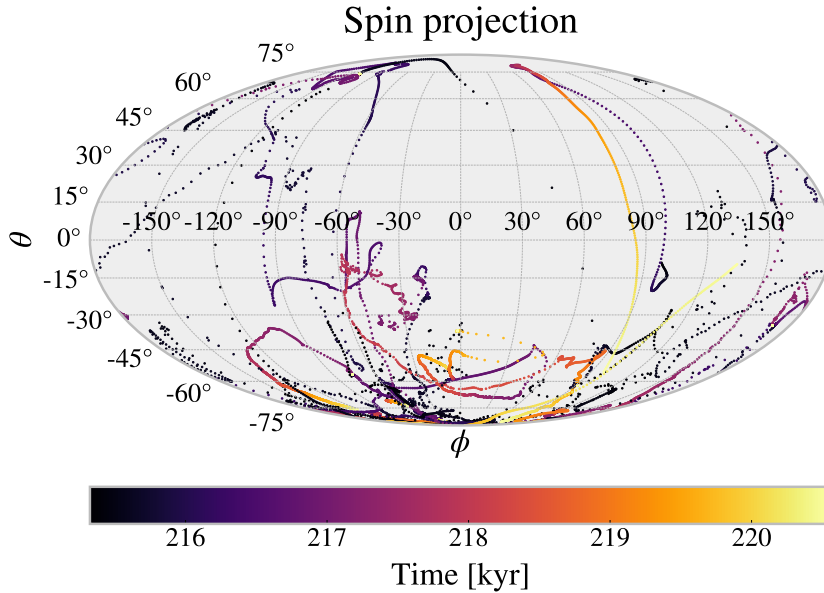 Spin projection
75°
60°
45°
30°
15°
-150° -120° -90° -60° -30° 0° 30° 60° 90° 120° 150°
θ
0°
-15°
-30°
-45°
-60°
-75°
ϕ
216 217 218 219 220
Time [kyr]